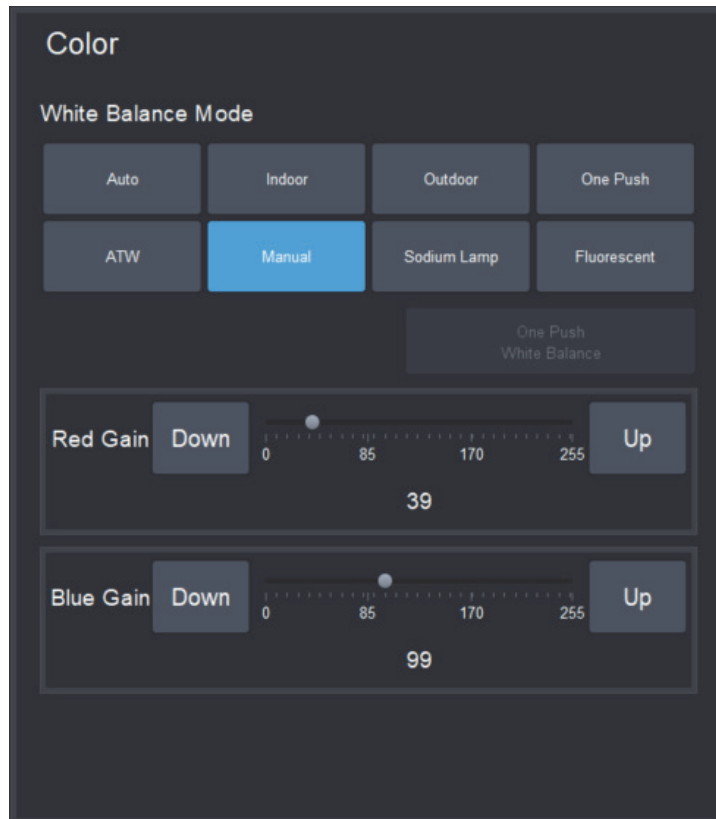 Color
White Balance Mode
Auto Indoor Outdoor One Push
ATW Manual Sodium Lamp Fluorescent
One Push
White Balance
Red Gain Down Up
0 85 170 255
39
Blue Gain Down Up
0 85 170 255
99